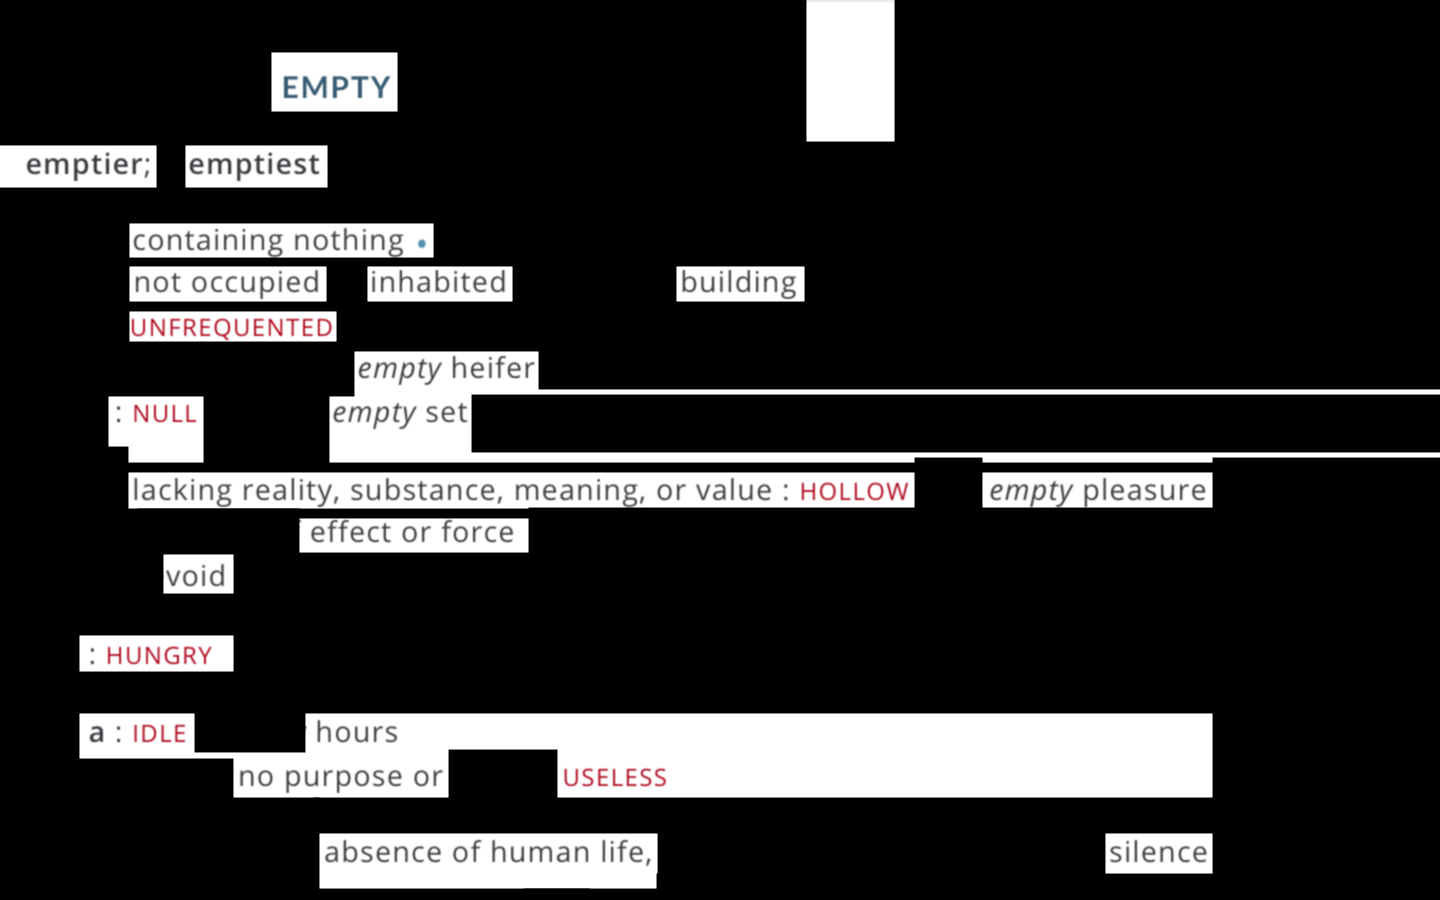 EMPTY
emptier; emptiest
containing nothing •
not occupied inhabited building
UNFREQUENTED
empty heifer
: NULL empty set
lacking reality, substance, meaning, or value : HOLLOW empty pleasure
effect or force
void
: HUNGRY
a : IDLE hours
no purpose or USELESS
absence of human life, silence